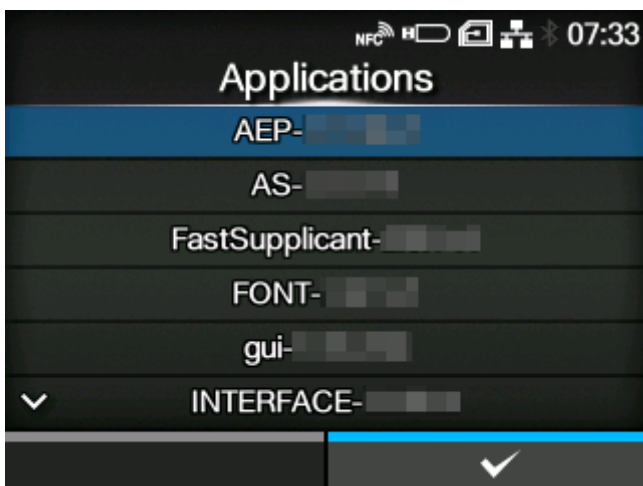 NFC H 07:33
Applications
AEP-
AS-
FastSupplicant-
FONT-
gui-
INTERFACE-